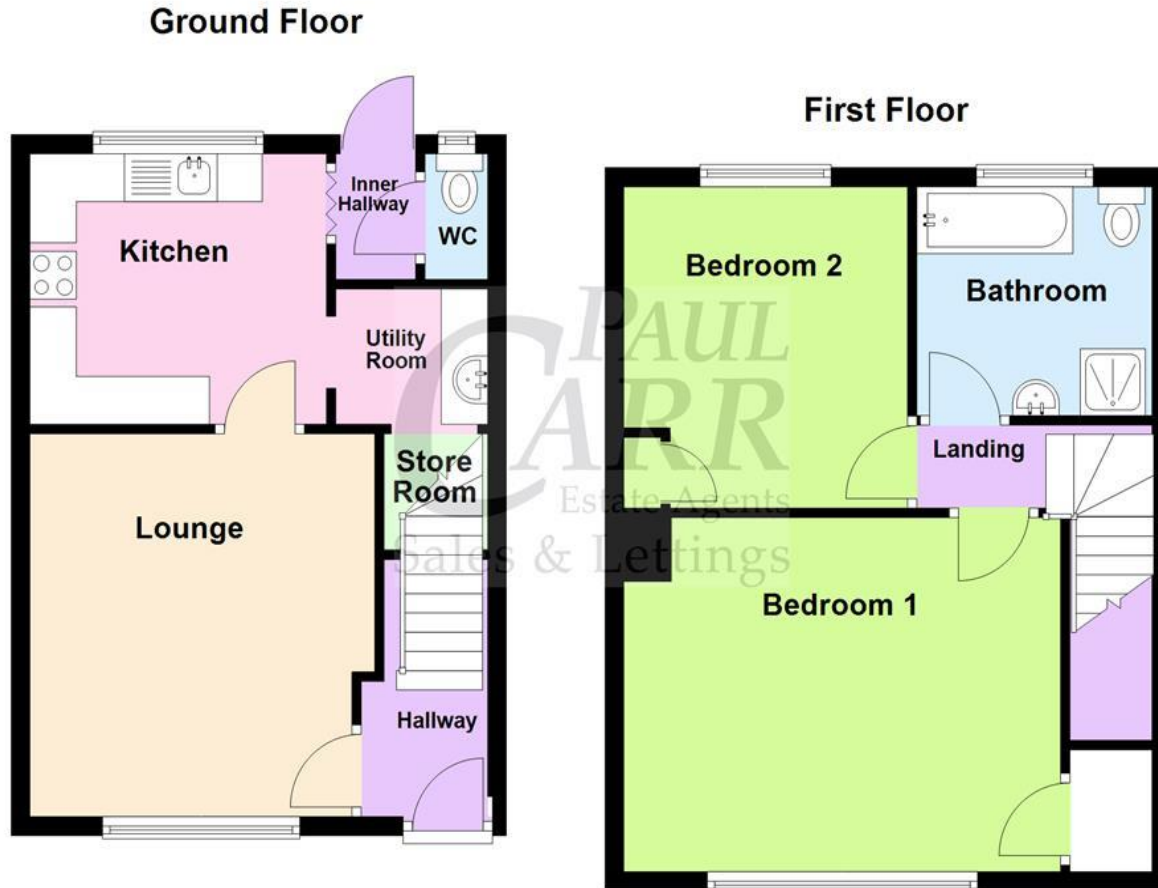 Ground Floor
First Floor
Inner
Hallway
WC
Kitchen
Utility
Room
Store
Room
Lounge
Hallway
Bedroom 2
Bathroom
Landing
Bedroom 1
PAUL
CARR
Estate Agents
Sales & Lettings